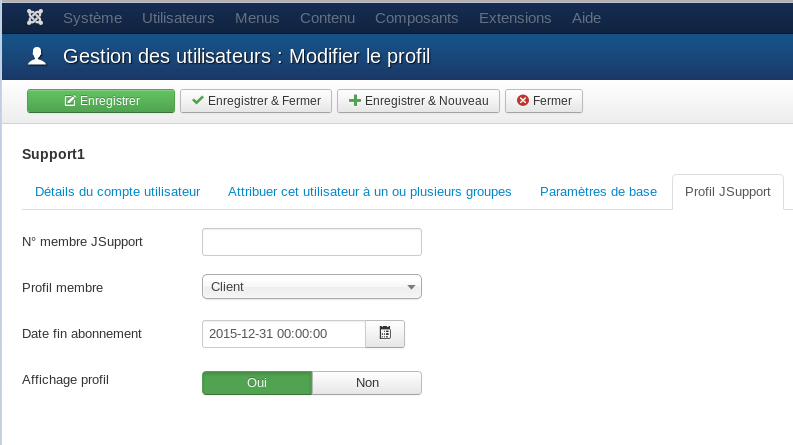 Système Utilisateurs Menus Contenu Composants Extensions Aide
Gestion des utilisateurs : Modifier le profil
Enregistrer Enregistrer & Fermer Enregistrer & Nouveau Fermer
Support1
Détails du compte utilisateur Attribuer cet utilisateur à un ou plusieurs groupes Paramètres de base Profil JSupport
N° membre JSupport
Profil membre Client
Date fin abonnement 2015-12-31 00:00:00
Affichage profil Oui Non